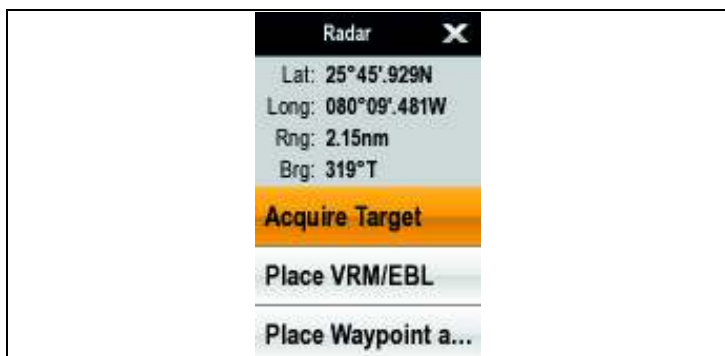 Radar X
Lat: 25°45'.929N
Long: 080°09'.481W
Rng: 2.15nm
Brg: 319°T
Acquire Target
Place VRM/EBL
Place Waypoint a...